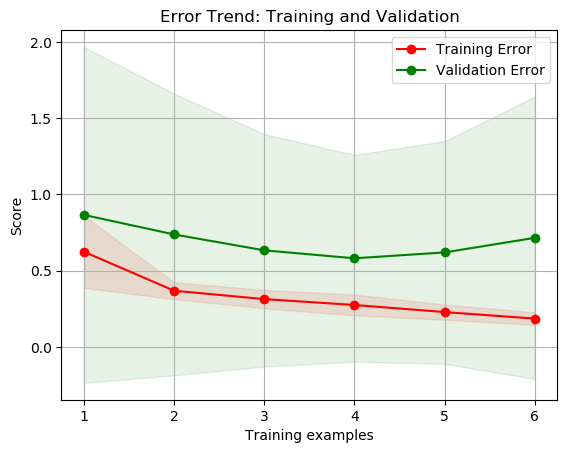 Error Trend: Training and Validation
Training Error
Validation Error
Score
2.0
1.5
1.0
0.5
0.0
1 2 3 4 5 6
Training examples